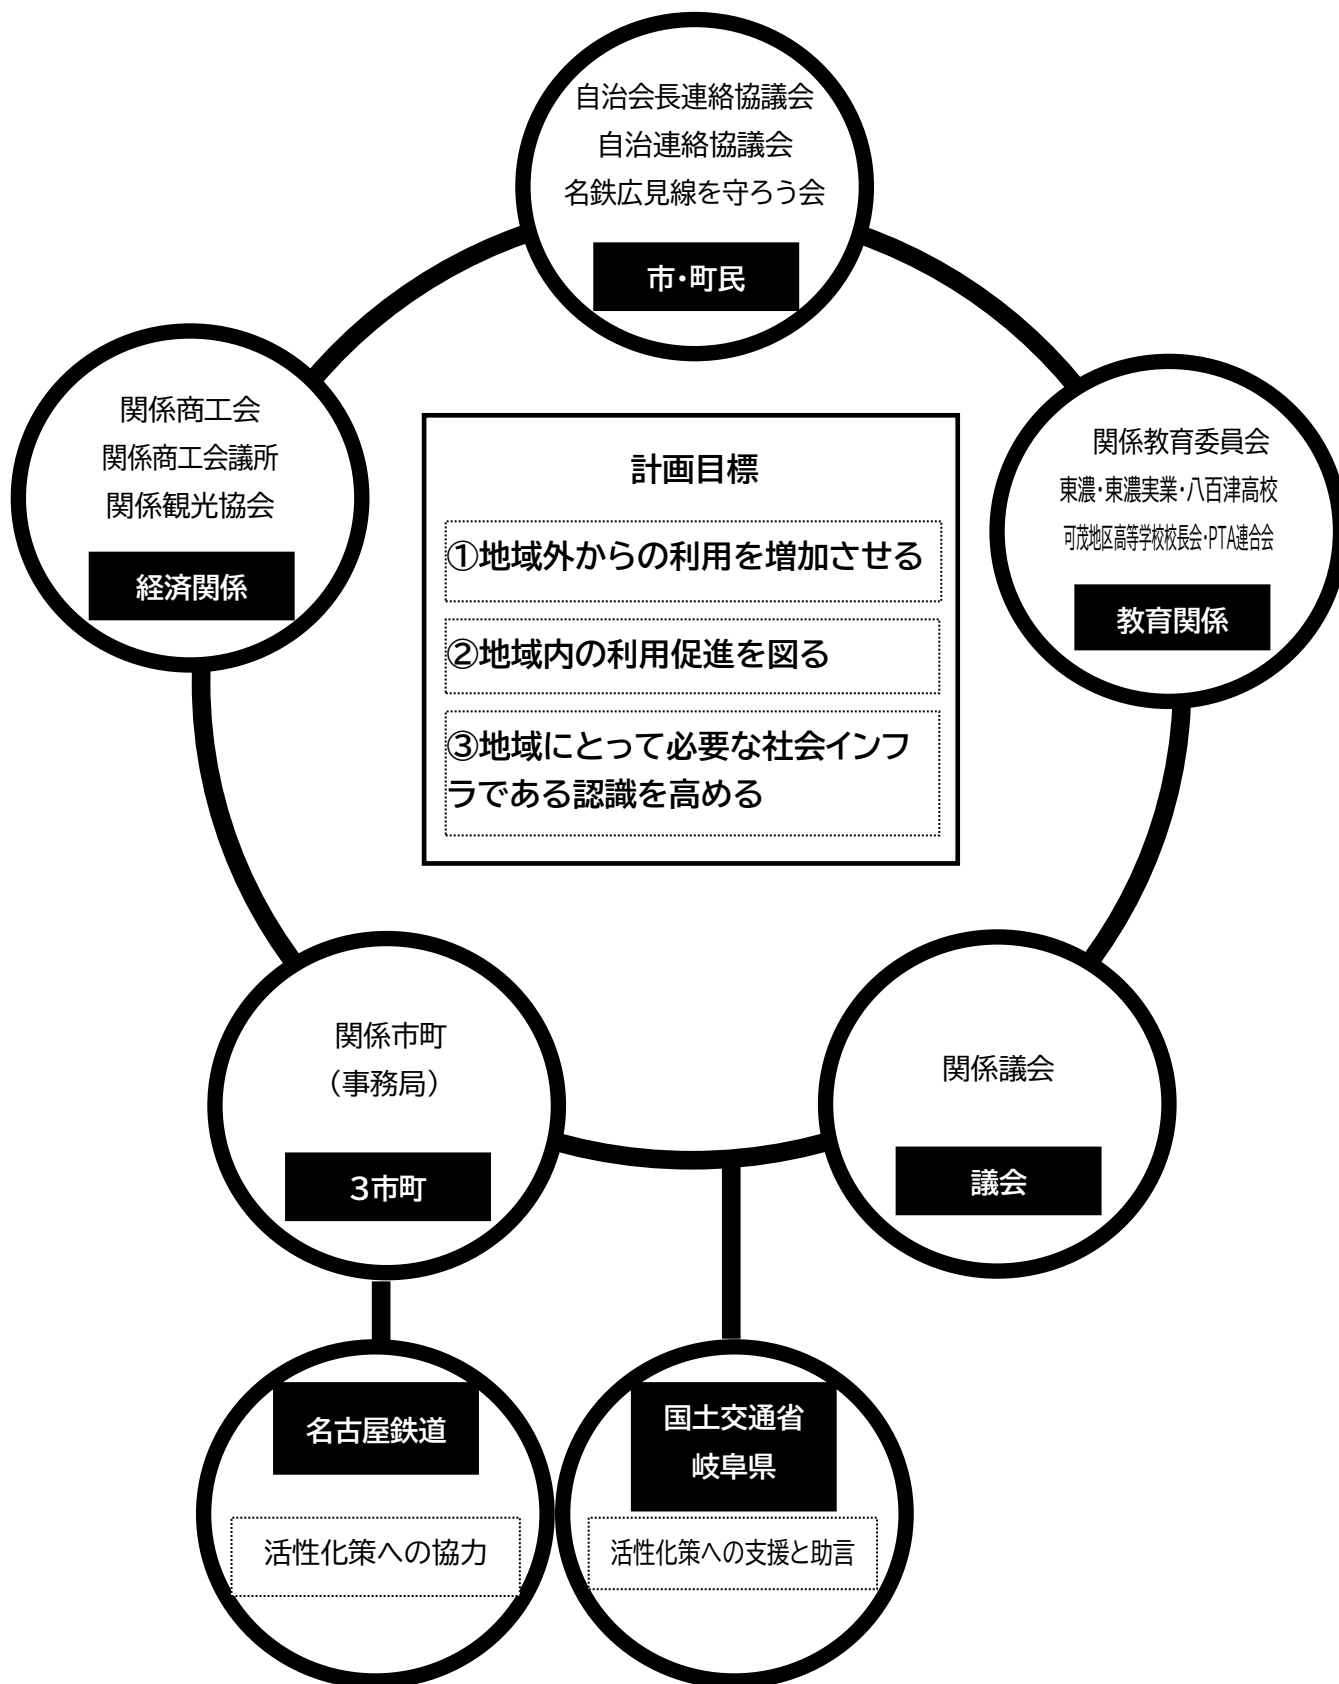 自治会長連絡協議会
自治連絡協議会
名鉄広見線を守ろう会
市・町民
関係商工会
関係商工会議所
関係観光協会
経済関係
関係教育委員会
東濃・東濃実業・八百津高校
可茂地区高等学校校長会・PTA連合会
教育関係
計画目標
①地域外からの利用を増加させる
②地域内の利用促進を図る
③地域にとって必要な社会インフ
ラである認識を高める
関係市町
（事務局）
３市町
関係議会
議会
名古屋鉄道
活性化策への協力
国土交通省
岐阜県
活性化策への支援と助言